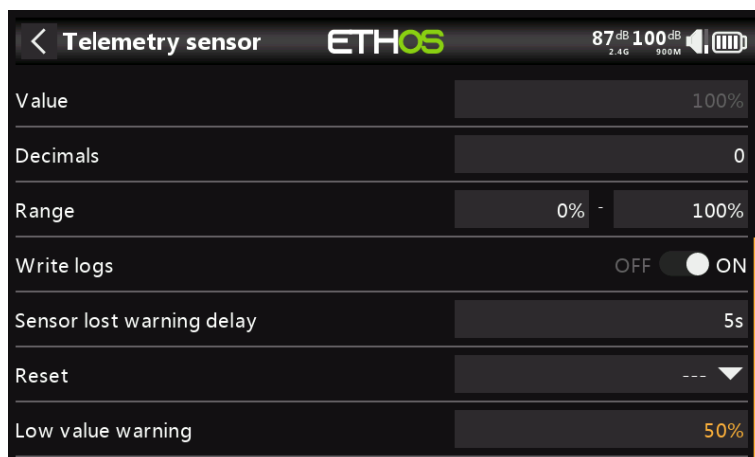 Telemetry sensor ETHOS 87dB 2.4G 100dB 900M
Value 100%
Decimals 0
Range 0% - 100%
Write logs OFF ON
Sensor lost warning delay 5s
Reset ---
Low value warning 50%